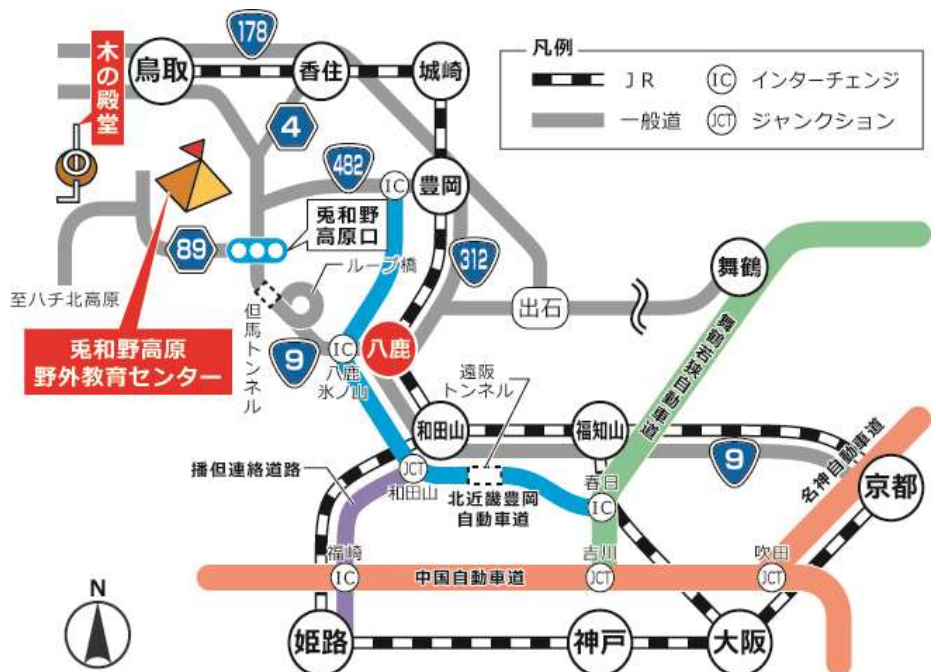 178
木の殿堂
鳥取
香住
城崎
凡例
JR
IC
インターチェンジ
一般道
JCT
ジャンクション
4
482
IC
豊岡
兎和野
高原口
89
312
舞鶴
ループ橋
至ハチ北高原
出石
但馬トンネル
兎和野高原
野外教育センター
9
IC
八鹿
八鹿
氷ノ山
遠阪
トンネル
舞鶴若狭自動車道
和田山
福知山
9
名神自動車道
京都
播但連絡道路
JCT
和田山
北近畿豊岡
自動車道
春日
IC
福崎
IC
中国自動車道
吉川
JCT
吹田
JCT
N
姫路
神戸
大阪